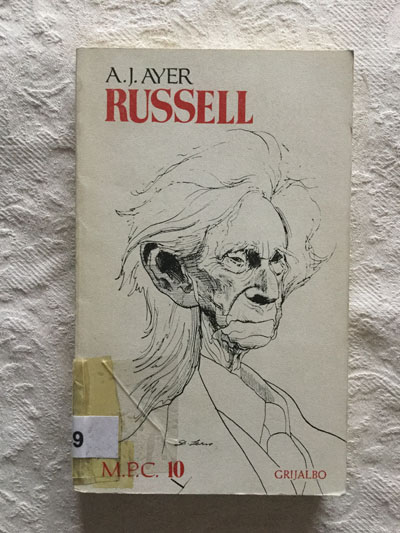 A.J. AYER
RUSSELL
9
M.P.C. 10
GRIJALBO